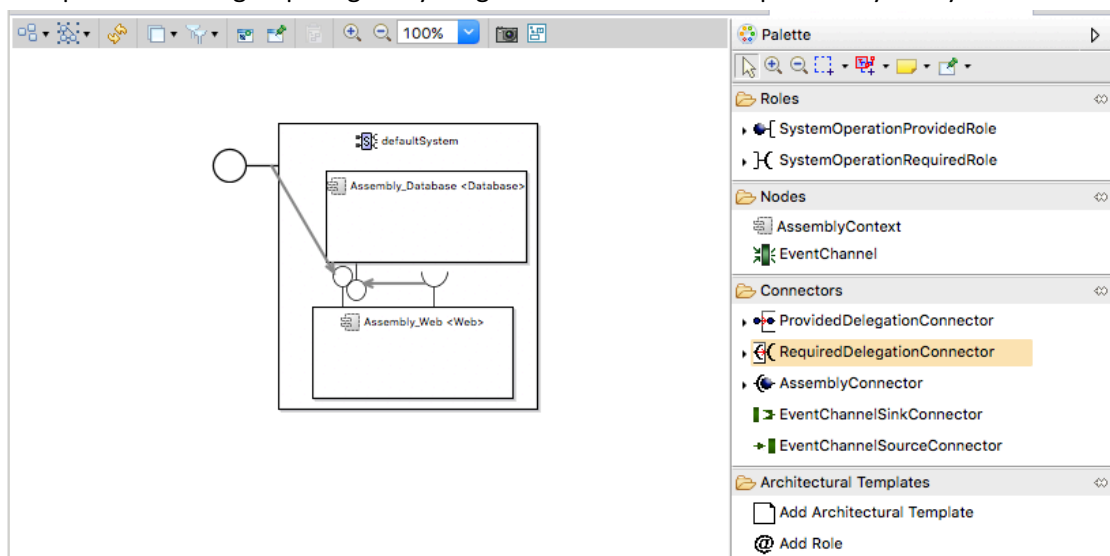 100%
defaultSystem
Assembly_Database <Database>
Assembly_Web <Web>
Palette
Roles
SystemOperationProvidedRole
SystemOperationRequiredRole
Nodes
AssemblyContext
EventChannel
Connectors
ProvidedDelegationConnector
RequiredDelegationConnector
AssemblyConnector
EventChannelSinkConnector
EventChannelSourceConnector
Architectural Templates
Add Architectural Template
Add Role